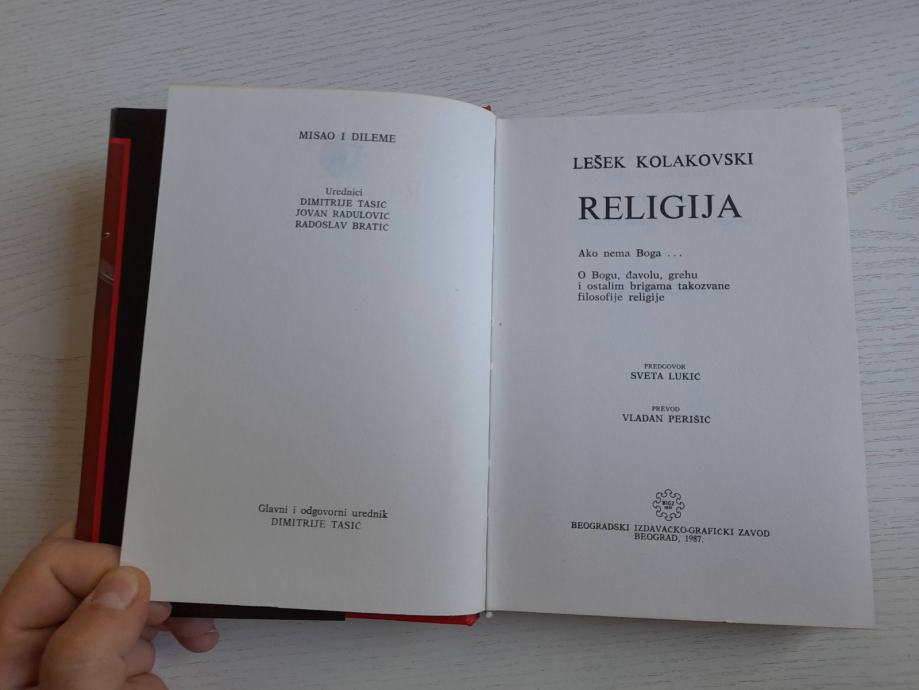 MISAO I DILEME
Urednici
DIMITRIJE TASIĆ
JOVAN RADULOVIĆ
RADOSLAV BRATIĆ
Glavni i odgovorni urednik
DIMITRIJE TASIĆ
LEŠEK KOLAKOVSKI
RELIGIJA
Ako nema Boga ...
O Bogu, đavolu, grehu
i ostalim brigama takozvane
filosofije religije
PREDGOVOR
SVETA LUKIĆ
PREVOD
VLADAN PERIŠIĆ
BIGZ
BEOGRADSKI IZDAVAČKO-GRAFIČKI ZAVOD
BEOGRAD, 1987.